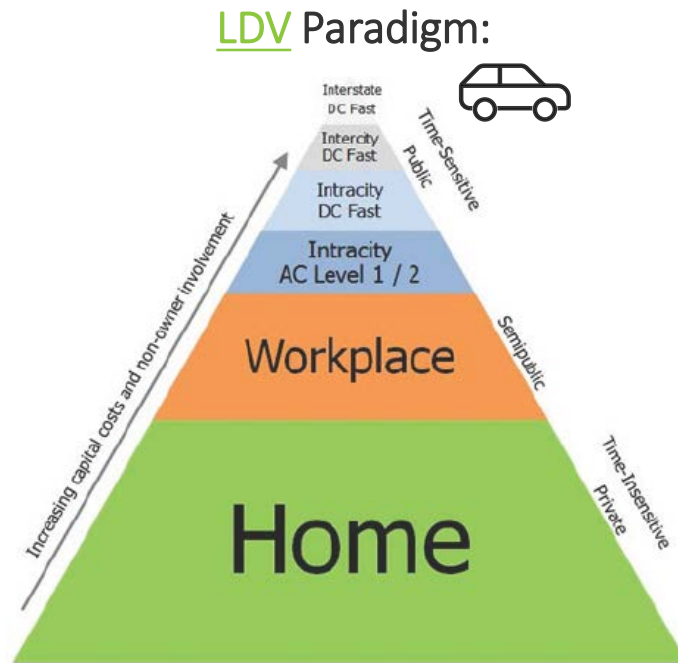 LDV Paradigm:
Interstate
DC Fast
Intercity
DC Fast
Intracity
DC Fast
Intracity
AC Level 1 / 2
Workplace
Home
Increasing capital costs and non-owner involvement
Time-Sensitive
Public
Semipublic
Time-Insensitive
Private